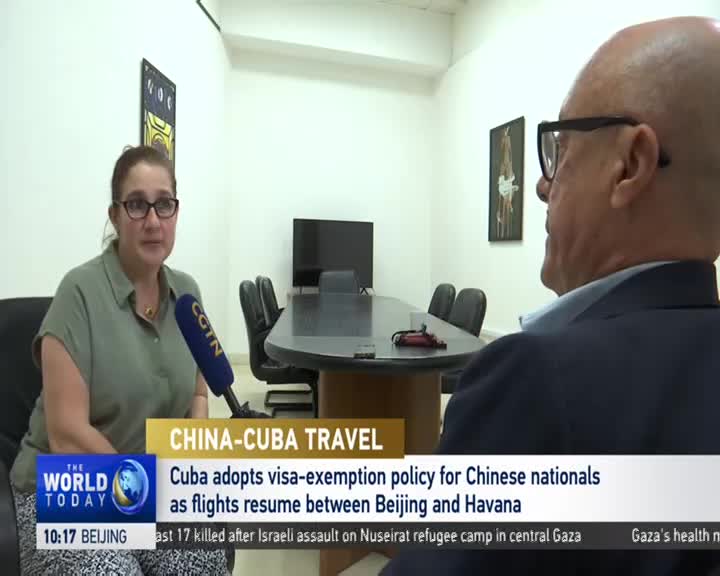 CGTN
CHINA-CUBA TRAVEL
Cuba adopts visa-exemption policy for Chinese nationals
as flights resume between Beijing and Havana
THE
WORLD
TODAY
10:17 BEIJING
ast 17 killed after Israeli assault on Nuseirat refugee camp in central Gaza
Gaza's health m